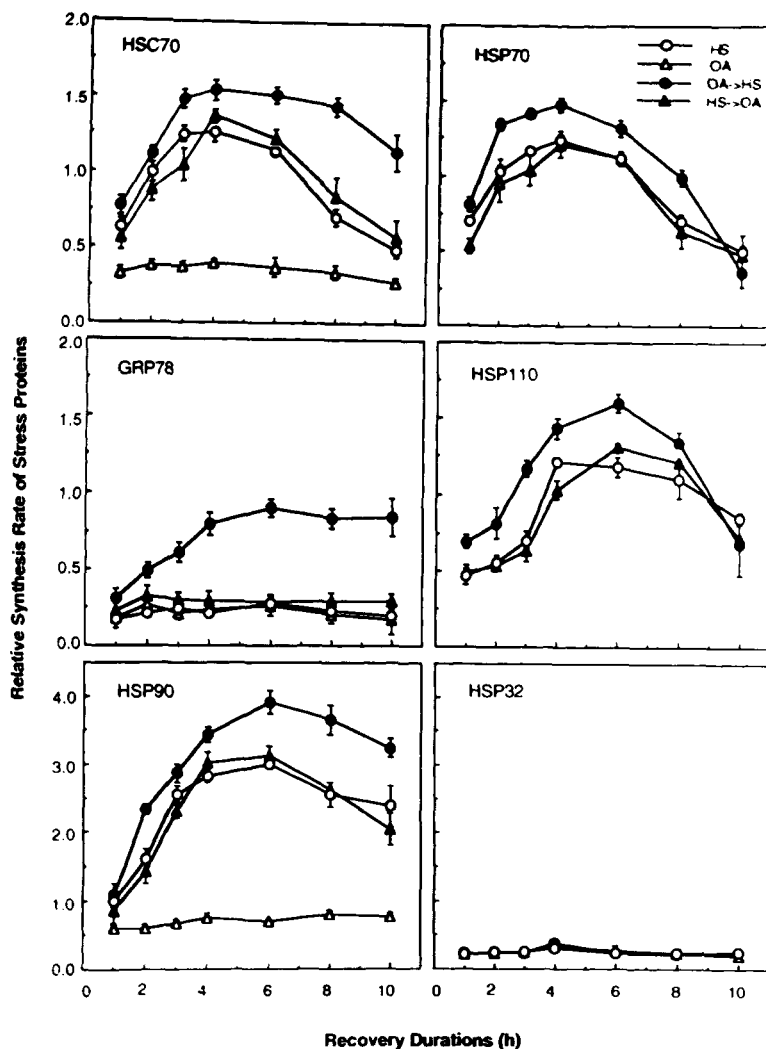 HSC70
HSP70
HS
OA
OA->HS
HS->OA
2.0
1.5
1.0
0.5
0.0
GRP78
HSP110
2.0
1.5
1.0
0.5
0.0
HSP90
HSP32
4.0
3.0
2.0
1.0
0.0
0 2 4 6 8 10
0 2 4 6 8 10
Relative Synthesis Rate of Stress Proteins
Recovery Durations (h)